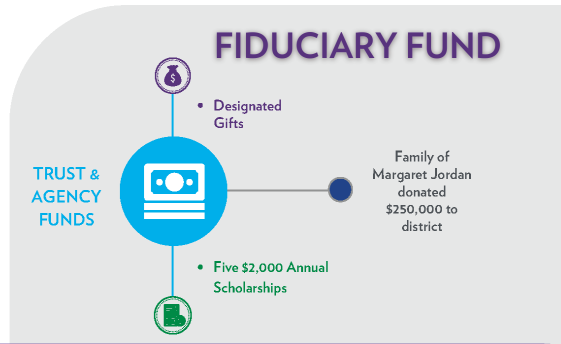 FIDUCIARY FUND
$
• Designated
Gifts
TRUST &
AGENCY
FUNDS
Family of
Margaret Jordan
donated
$250,000 to
district
• Five $2,000 Annual
Scholarships